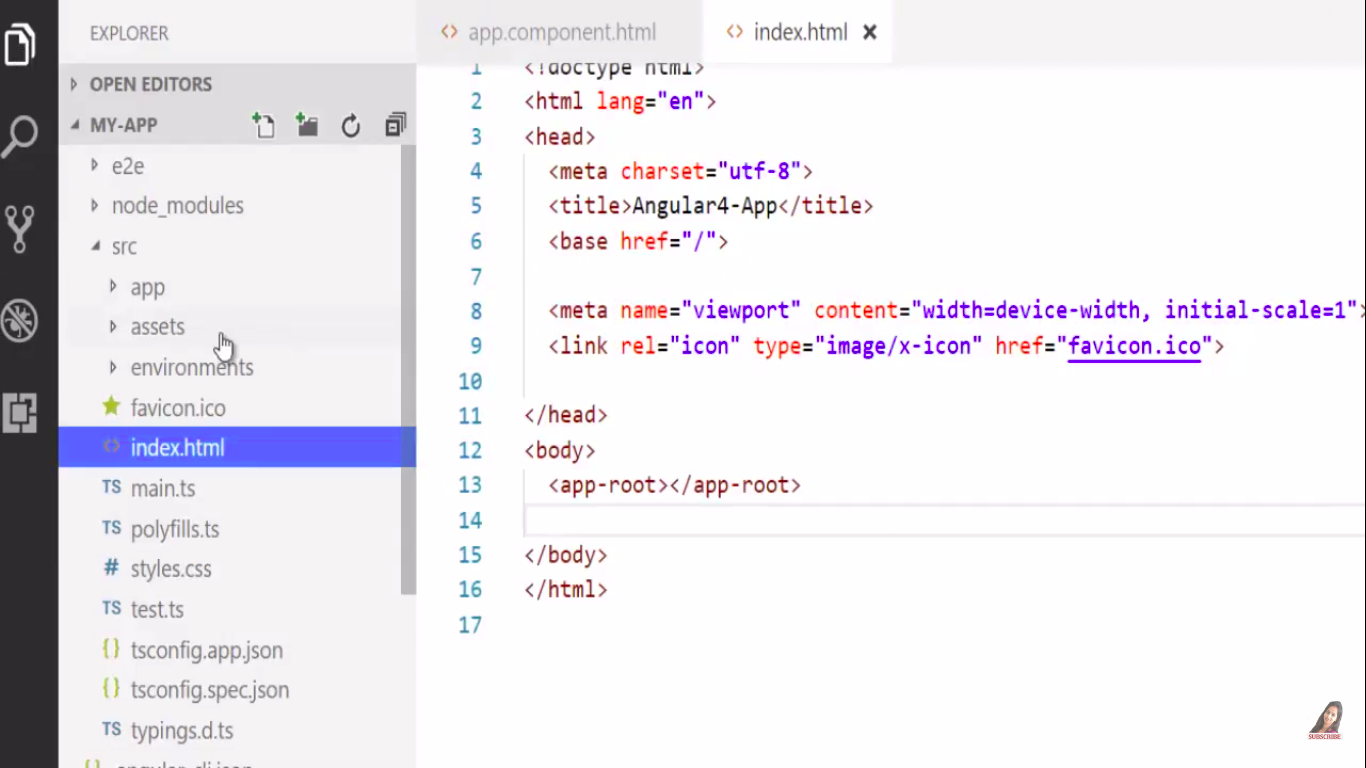 EXPLORER
OPEN EDITORS
MY-APP
e2e
node_modules
src
app
assets
environments
favicon.ico
<> index.html
TS main.ts
TS polyfills.ts
# styles.css
TS test.ts
{} tsconfig.app.json
{} tsconfig.spec.json
TS typings.d.ts
<> app.component.html
<> index.html
1 <!doctype html>
2 <html lang="en">
3 <head>
4 <meta charset="utf-8">
5 <title>Angular4-App</title>
6 <base href="/">
7
8 <meta name="viewport" content="width=device-width, initial-scale=1">
9 <link rel="icon" type="image/x-icon" href="favicon.ico">
10
11 </head>
12 <body>
13 <app-root></app-root>
14
15 </body>
16 </html>
17
SUBSCRIBE